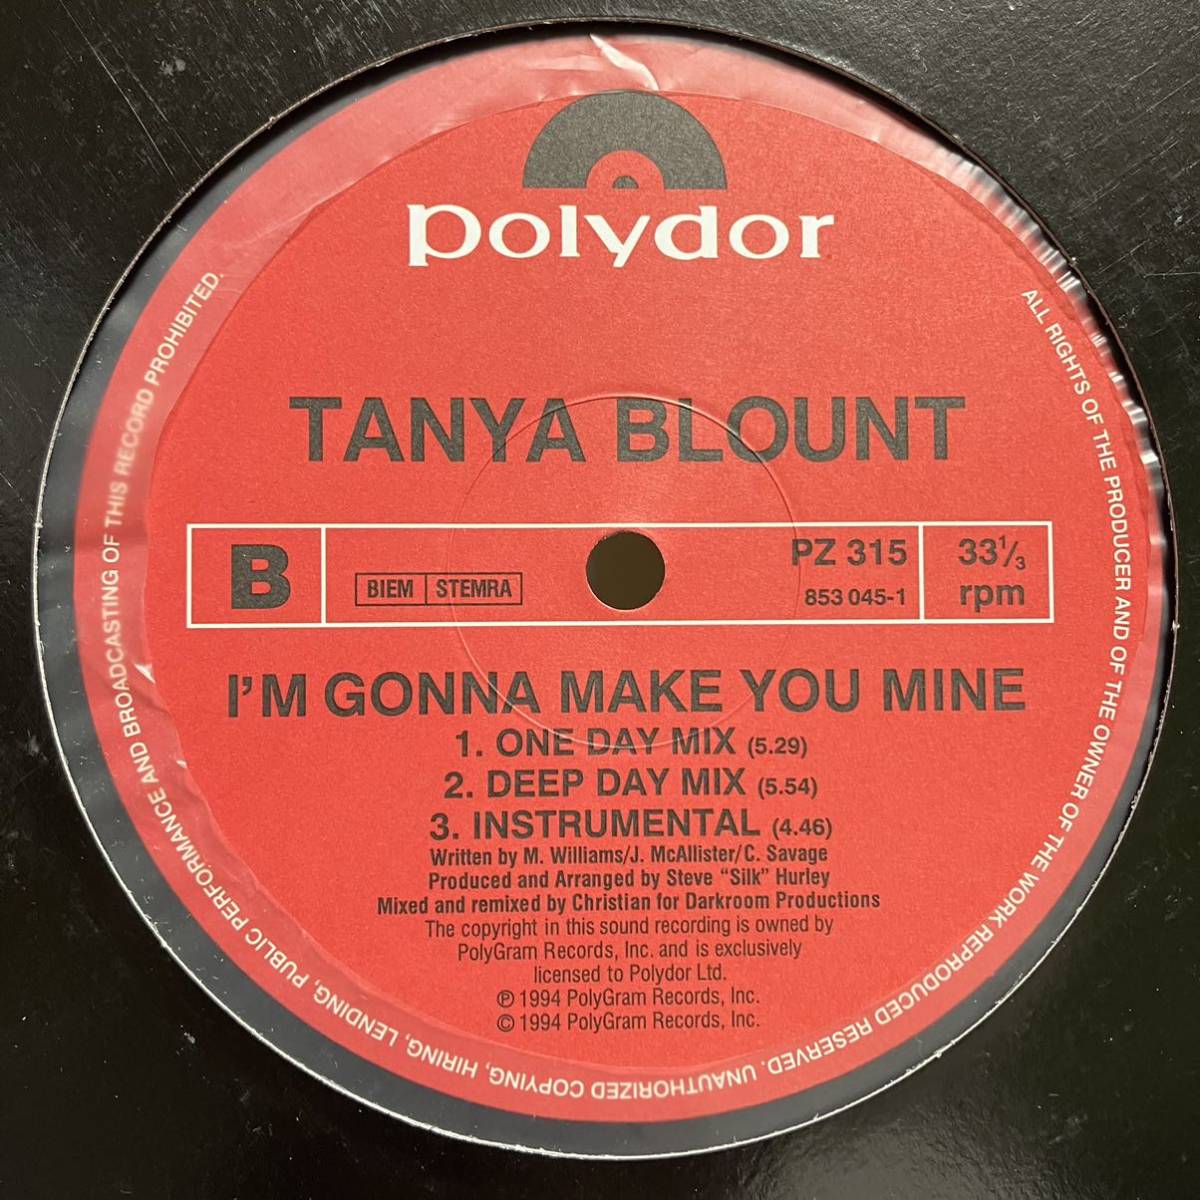 polydor
TANYA BLOUNT
B
BIEM STEMRA
PZ 315
853 045-1
33⅓
rpm
I'M GONNA MAKE YOU MINE
1. ONE DAY MIX (5.29)
2. DEEP DAY MIX (5.54)
3. INSTRUMENTAL (4.46)
Written by M. Williams/J. McAllister/C. Savage
Produced and Arranged by Steve "Silk" Hurley
Mixed and remixed by Christian for Darkroom Productions
The copyright in this sound recording is owned by
PolyGram Records, Inc. and is exclusively
licensed to Polydor Ltd.
℗ 1994 PolyGram Records, Inc.
© 1994 PolyGram Records, Inc.
ALL RIGHTS OF THE PRODUCER AND OF THE OWNER OF THE WORK REPRODUCED RESERVED. UNAUTHORIZED COPYING, HIRING, LENDING, PUBLIC PERFORMANCE AND BROADCASTING OF THIS RECORD PROHIBITED.